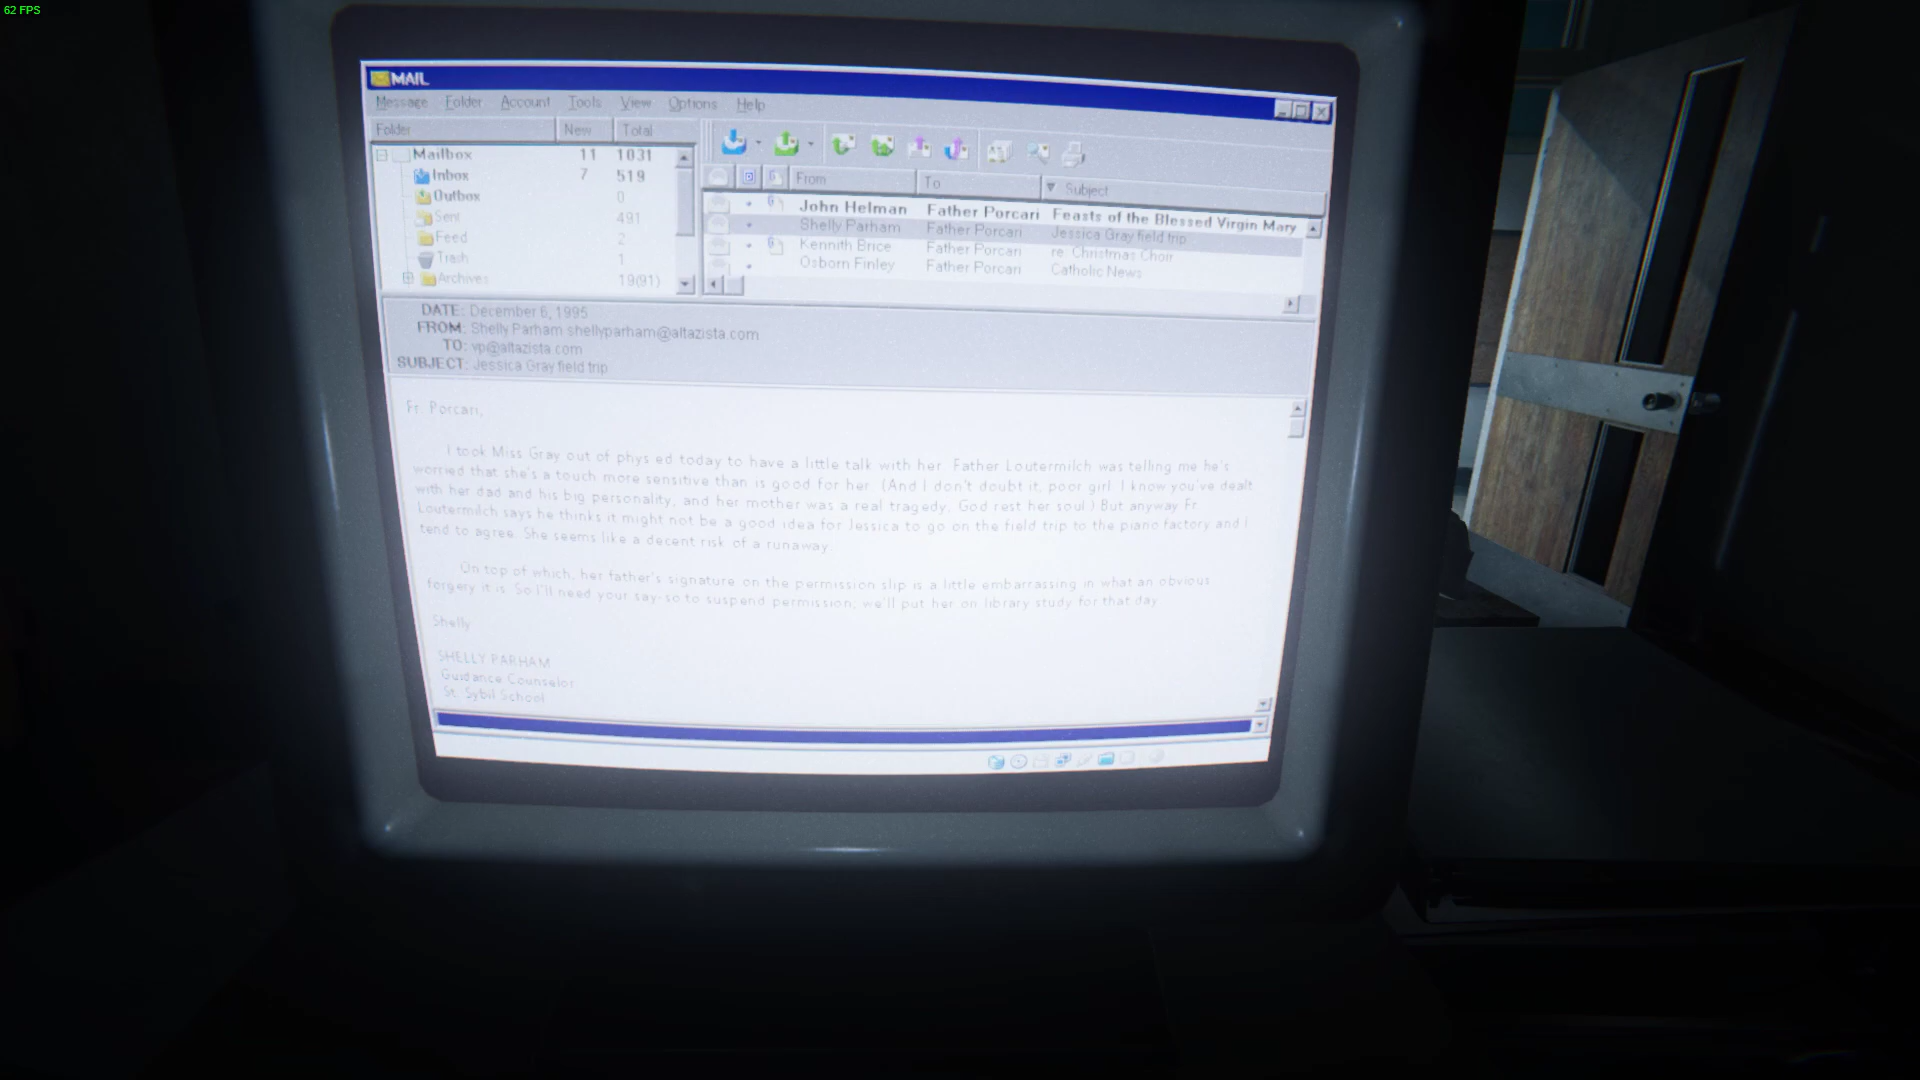 62 FPS
MAIL
Message Folder Account Tools View Options Help
Folder New Total
Mailbox 11 1031
Inbox 7 519
Outbox 0
Sent 491
Feed 2
Trash 1
Archives 19(91)
From To Subject
John Helman Father Porcari Feasts of the Blessed Virgin Mary
Shelly Parham Father Porcari Jessica Gray field trip
Kennith Brice Father Porcari re: Christmas Choir
Osborn Finley Father Porcari Catholic News
DATE: December 6, 1995
FROM: Shelly Parham shellyparham@altazista.com
TO: vp@altazista.com
SUBJECT: Jessica Gray field trip
Fr. Porcari,
I took Miss Gray out of phys ed today to have a little talk with her. Father Loutermilch was telling me he's
worried that she's a touch more sensitive than is good for her. (And I don't doubt it, poor girl. I know you've dealt
with her dad and his big personality, and her mother was a real tragedy, God rest her soul.) But anyway Fr.
Loutermilch says he thinks it might not be a good idea for Jessica to go on the field trip to the piano factory and I
tend to agree. She seems like a decent risk of a runaway.
On top of which, her father's signature on the permission slip is a little embarrassing in what an obvious
forgery it is. So I'll need your say-so to suspend permission; we'll put her on library study for that day.
Shelly
SHELLY PARHAM
Guidance Counselor
St. Sybil School